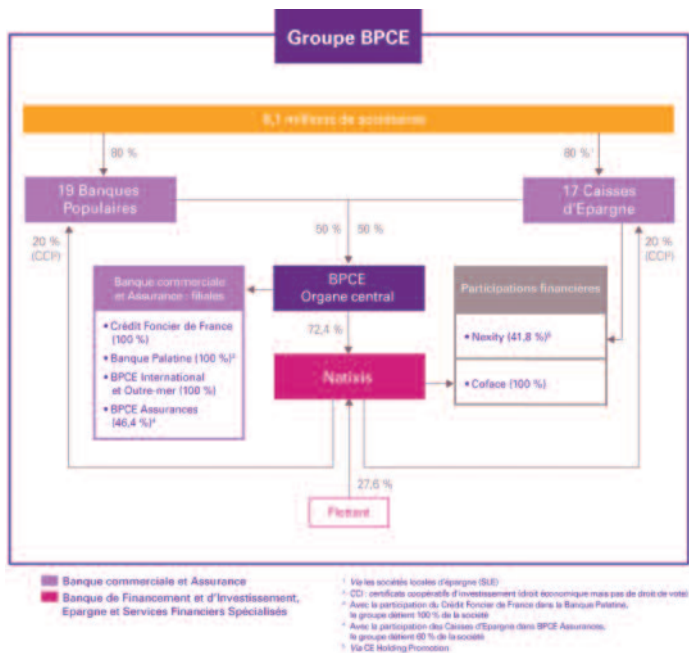 Groupe BPCE
8,1 millions de sociétaires
80 %
80 %¹
19 Banques
Populaires
17 Caisses
d'Epargne
20 %
(CCI)²
50 %
50 %
20 %
(CCI)²
Banque commerciale
et Assurance : filiales
BPCE
Organe central
Participations financières
• Crédit Foncier de France
(100 %)
• Banque Palatine (100 %)³
• BPCE International
et Outre-mer (100 %)
• BPCE Assurances
(46,4 %)⁴
72,4 %
• Nexity (41,8 %)⁵
Natixis
• Coface (100 %)
27,6 %
Flottant
Banque commerciale et Assurance
Banque de Financement et d'Investissement,
Epargne et Services Financiers Spécialisés
¹ Via les sociétés locales d'épargne (SLE)
² CCI : certificats coopératifs d'investissement (droit économique mais pas de droit de vote)
³ Avec la participation du Crédit Foncier de France dans la Banque Palatine,
le groupe détient 100 % de la société
⁴ Avec la participation des Caisses d'Epargne dans BPCE Assurances,
le groupe détient 60 % de la société
⁵ Via CE Holding Promotion